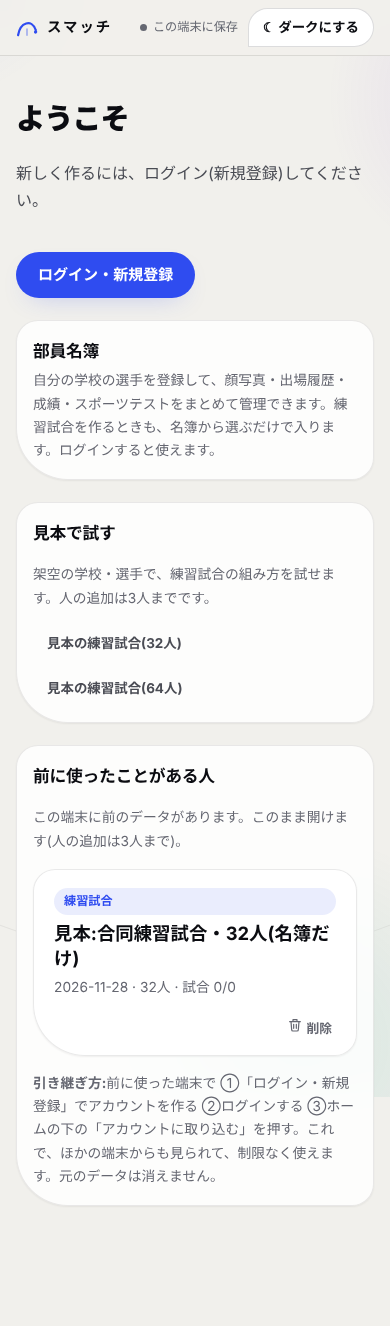 スマッチ
この端末に保存
☾ ダークにする
ようこそ
新しく作るには、ログイン(新規登録)してくださ
い。
ログイン・新規登録
部員名簿
自分の学校の選手を登録して、顔写真・出場履歴・
成績・スポーツテストをまとめて管理できます。練
習試合を作るときも、名簿から選ぶだけで入りま
す。ログインすると使えます。
見本で試す
架空の学校・選手で、練習試合の組み方を試せま
す。人の追加は3人までです。
見本の練習試合(32人)
見本の練習試合(64人)
前に使ったことがある人
この端末に前のデータがあります。このまま開けま
す(人の追加は3人まで)。
練習試合
見本:合同練習試合・32人(名簿だ
け)
2026-11-28 · 32人 · 試合 0/0
削除
引き継ぎ方:前に使った端末で ①「ログイン・新規
登録」でアカウントを作る ②ログインする ③ホー
ムの下の「アカウントに取り込む」を押す。これ
で、ほかの端末からも見られて、制限なく使えま
す。元のデータは消えません。